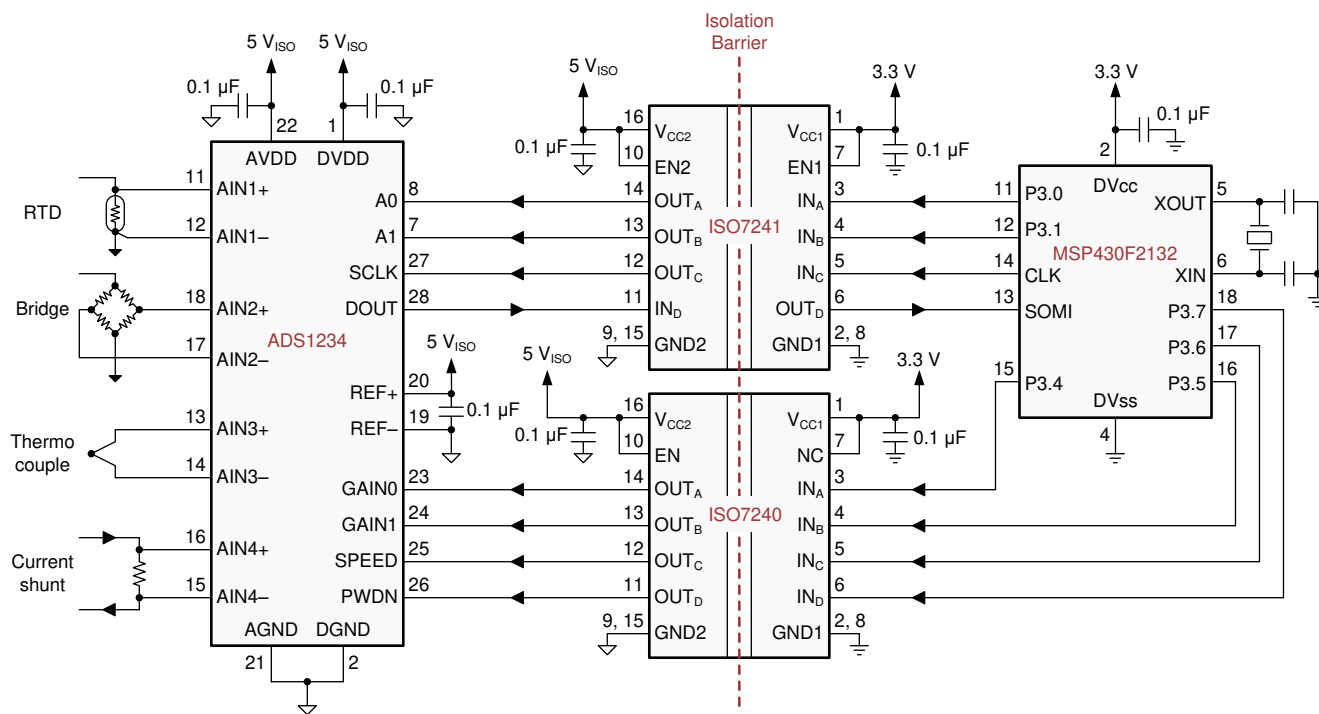 Isolation
Barrier
5 VISO
5 VISO
0.1 µF
0.1 µF
22
1
AVDD
DVDD
RTD
11
AIN1+
12
AIN1–
Bridge
18
AIN2+
17
AIN2–
Thermo
couple
13
AIN3+
14
AIN3–
Current
shunt
16
AIN4+
15
AIN4–
ADS1234
A0
8
A1
7
SCLK
27
DOUT
28
REF+
20
REF–
19
5 VISO
0.1 µF
GAIN0
23
GAIN1
24
SPEED
25
PWDN
26
AGND
DGND
21
2
5 VISO
0.1 µF
16
VCC2
10
EN2
14
OUTA
13
OUTB
12
OUTC
11
IND
9, 15
GND2
ISO7241
3.3 V
0.1 µF
VCC1
1
EN1
7
INA
3
INB
4
INC
5
OUTD
6
GND1
2, 8
5 VISO
0.1 µF
16
VCC2
10
EN
14
OUTA
13
OUTB
12
OUTC
11
OUTD
9, 15
GND2
ISO7240
3.3 V
0.1 µF
VCC1
1
NC
7
INA
3
INB
4
INC
5
IND
6
GND1
2, 8
3.3 V
0.1 µF
2
DVcc
11
P3.0
12
P3.1
14
CLK
13
SOMI
15
P3.4
MSP430F2132
XOUT
5
XIN
6
P3.7
18
P3.6
17
P3.5
16
DVss
4